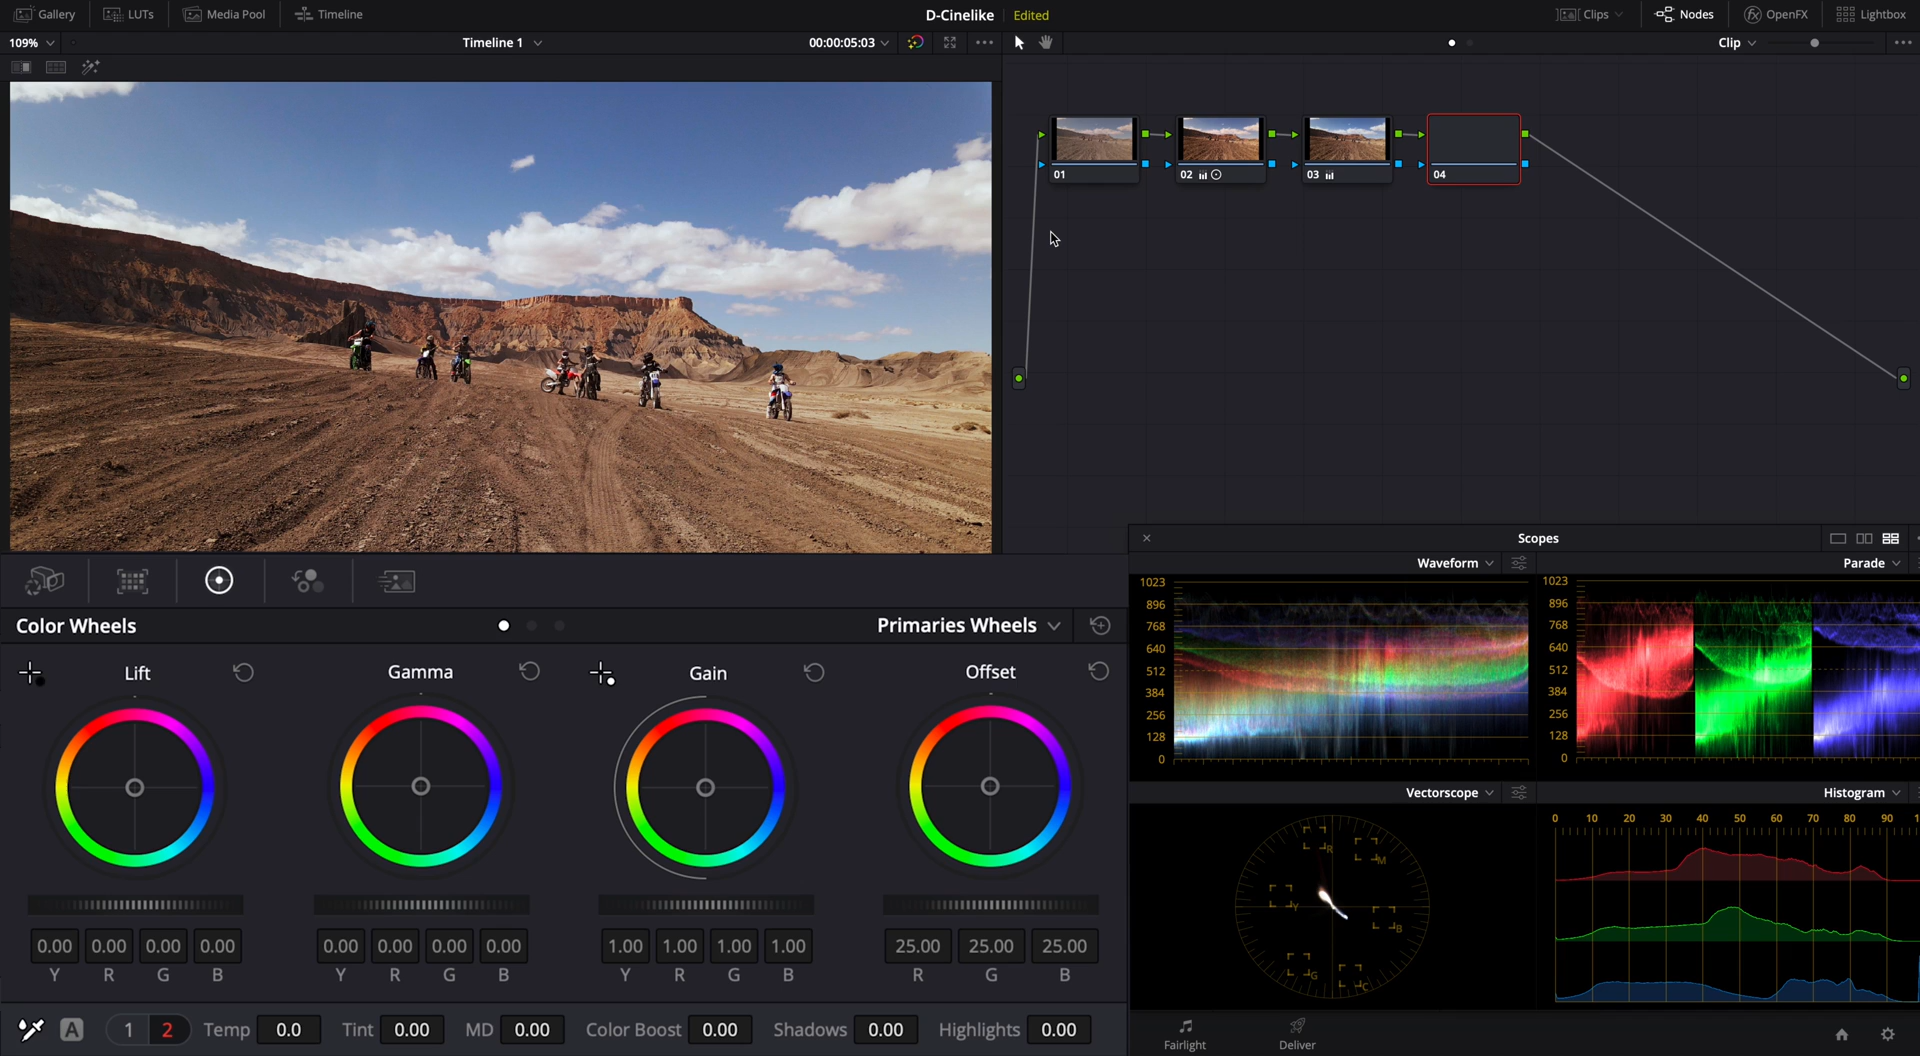 Gallery LUTs Media Pool Timeline D-Cinelike Edited Clips Nodes OpenFX Lightbox
109% Timeline 1 00:00:05:03 Clip
01 02 03 04
Scopes
Waveform Parade
1023
896
768
640
512
384
256
128
0
1023
896
768
640
512
384
256
128
0
Color Wheels Primaries Wheels
Lift Gamma Gain Offset
0.00 0.00 0.00 0.00 0.00 0.00 0.00 0.00 1.00 1.00 1.00 1.00 25.00 25.00 25.00
Y R G B Y R G B Y R G B R G B
A 1 2 Temp 0.0 Tint 0.00 MD 0.00 Color Boost 0.00 Shadows 0.00 Highlights 0.00
Vectorscope Histogram
R M
Y B
G C
0 10 20 30 40 50 60 70 80 90
Fairlight Deliver